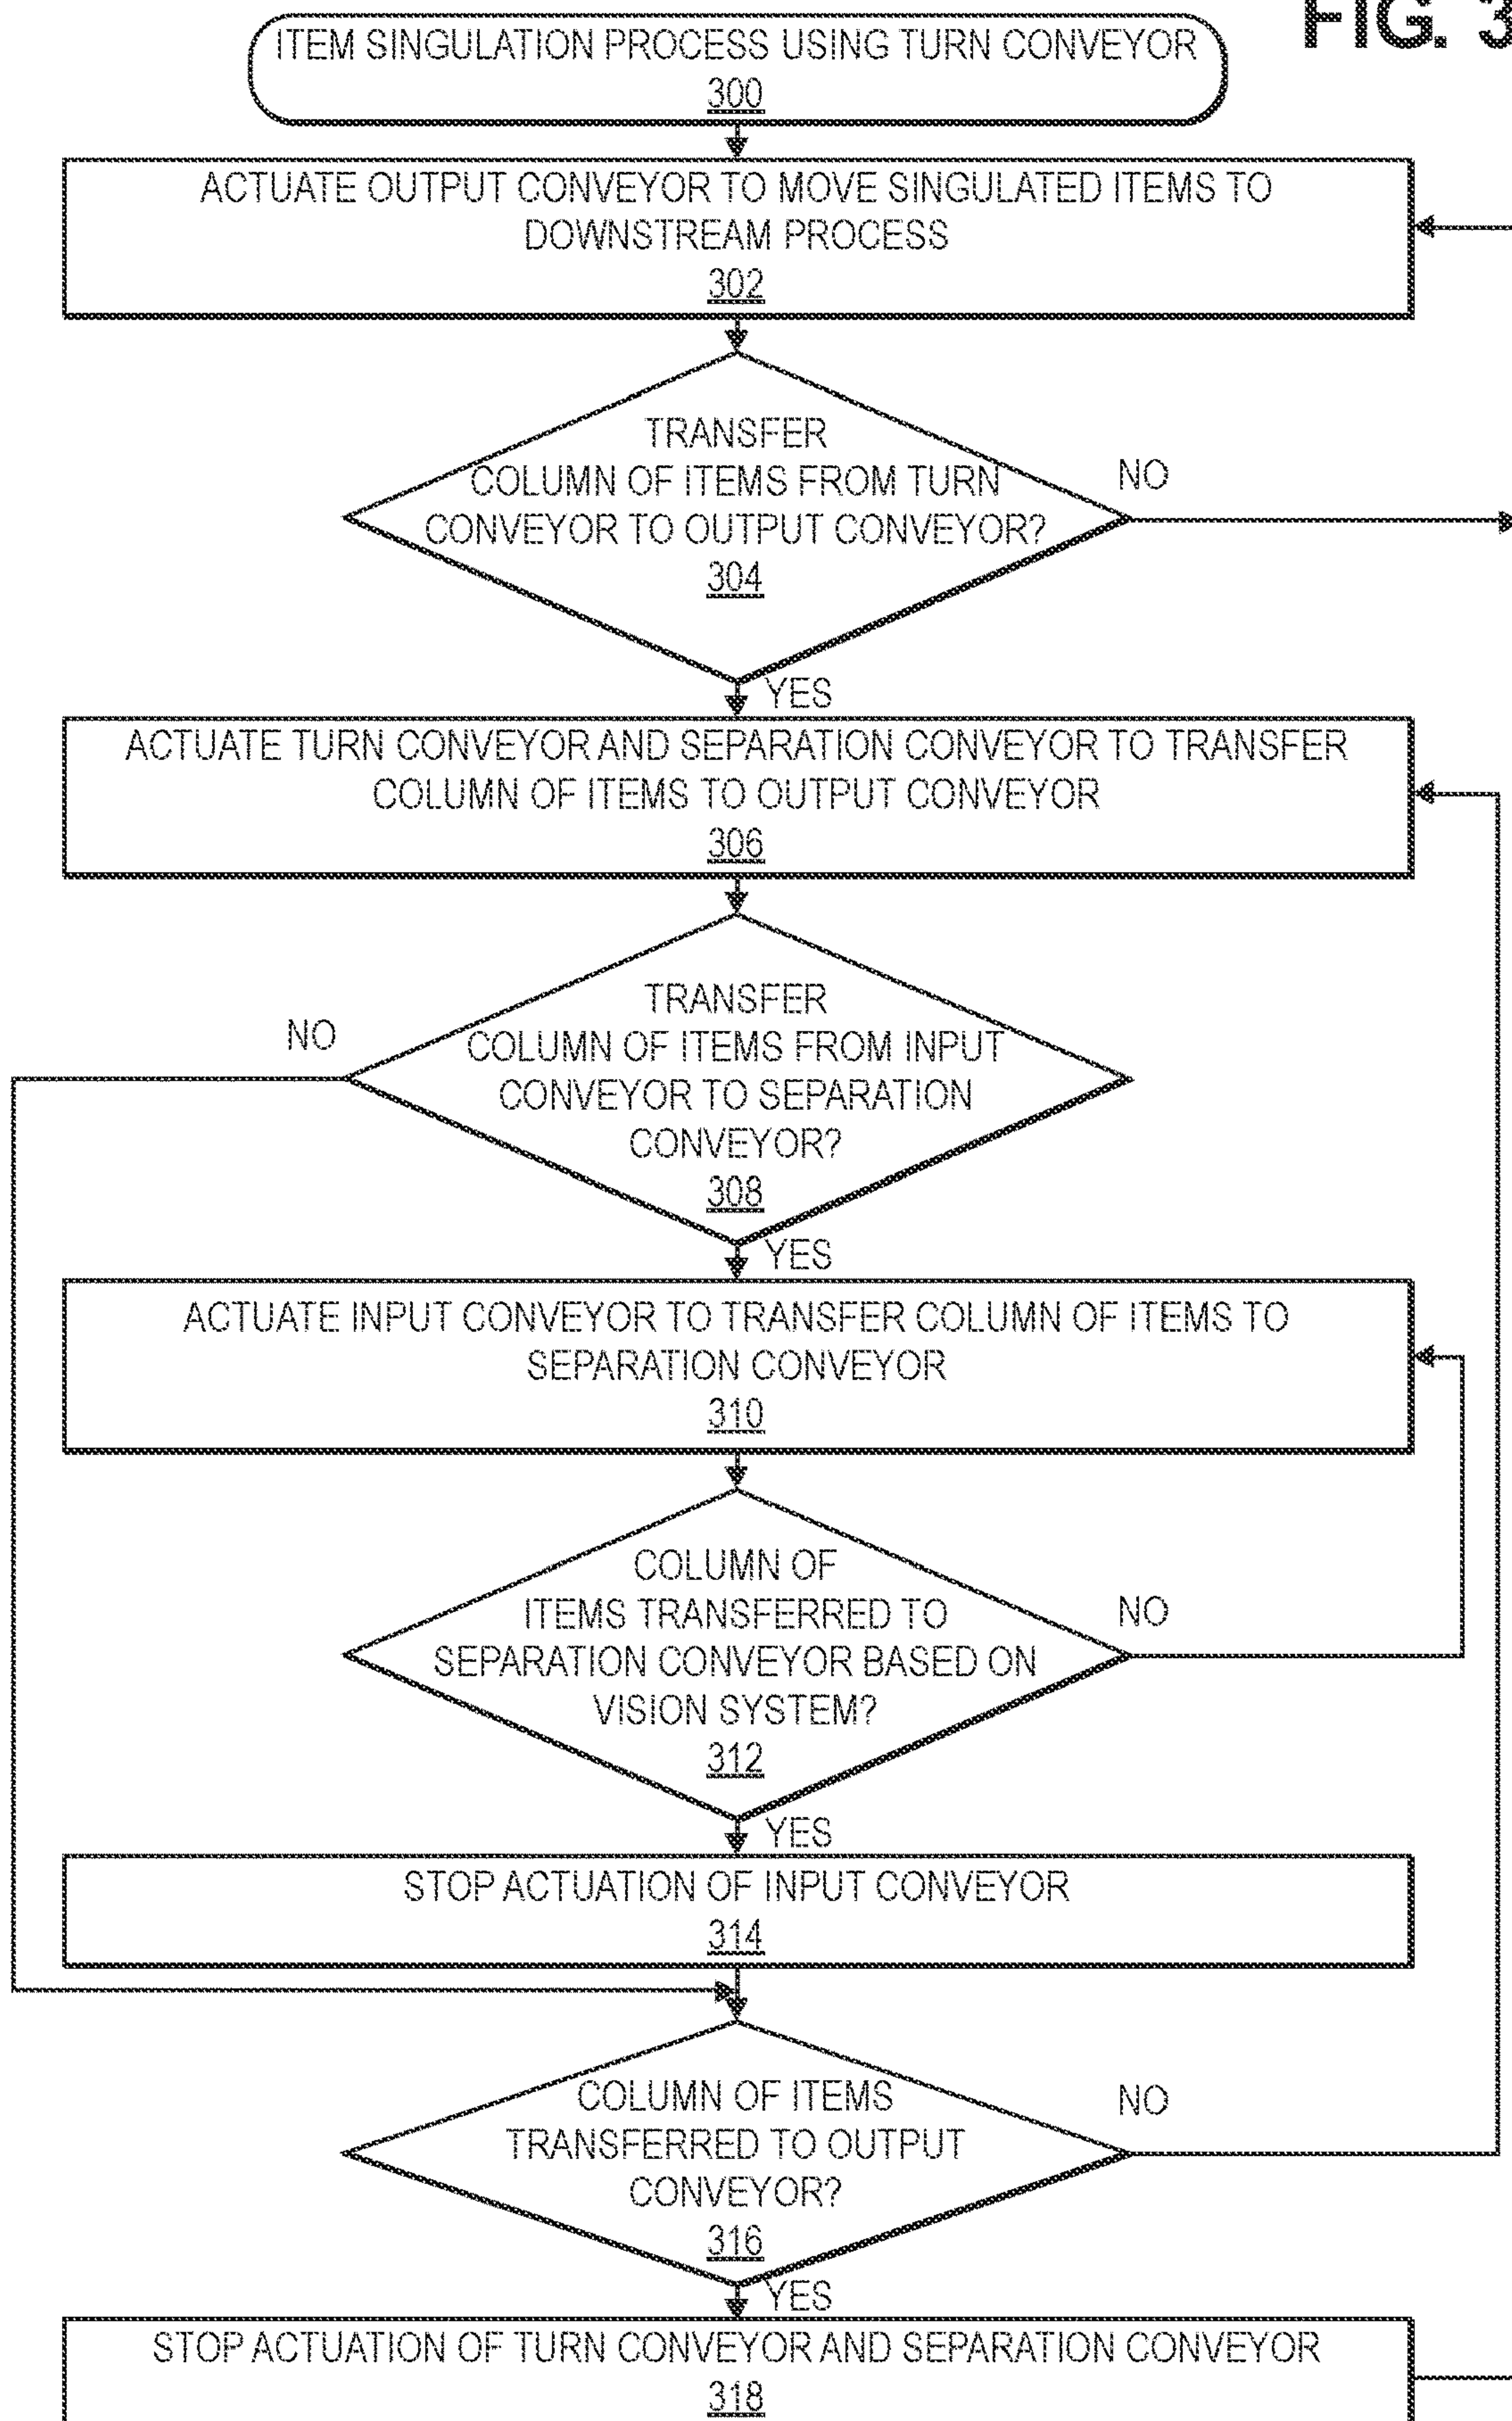 FIG. 3
ITEM SINGULATION PROCESS USING TURN CONVEYOR
300
ACTUATE OUTPUT CONVEYOR TO MOVE SINGULATED ITEMS TO
DOWNSTREAM PROCESS
302
TRANSFER
COLUMN OF ITEMS FROM TURN
CONVEYOR TO OUTPUT CONVEYOR?
304
NO
YES
ACTUATE TURN CONVEYOR AND SEPARATION CONVEYOR TO TRANSFER
COLUMN OF ITEMS TO OUTPUT CONVEYOR
306
TRANSFER
COLUMN OF ITEMS FROM INPUT
CONVEYOR TO SEPARATION
CONVEYOR?
308
NO
YES
ACTUATE INPUT CONVEYOR TO TRANSFER COLUMN OF ITEMS TO
SEPARATION CONVEYOR
310
COLUMN OF
ITEMS TRANSFERRED TO
SEPARATION CONVEYOR BASED ON
VISION SYSTEM?
312
NO
YES
STOP ACTUATION OF INPUT CONVEYOR
314
COLUMN OF ITEMS
TRANSFERRED TO OUTPUT
CONVEYOR?
316
NO
YES
STOP ACTUATION OF TURN CONVEYOR AND SEPARATION CONVEYOR
318